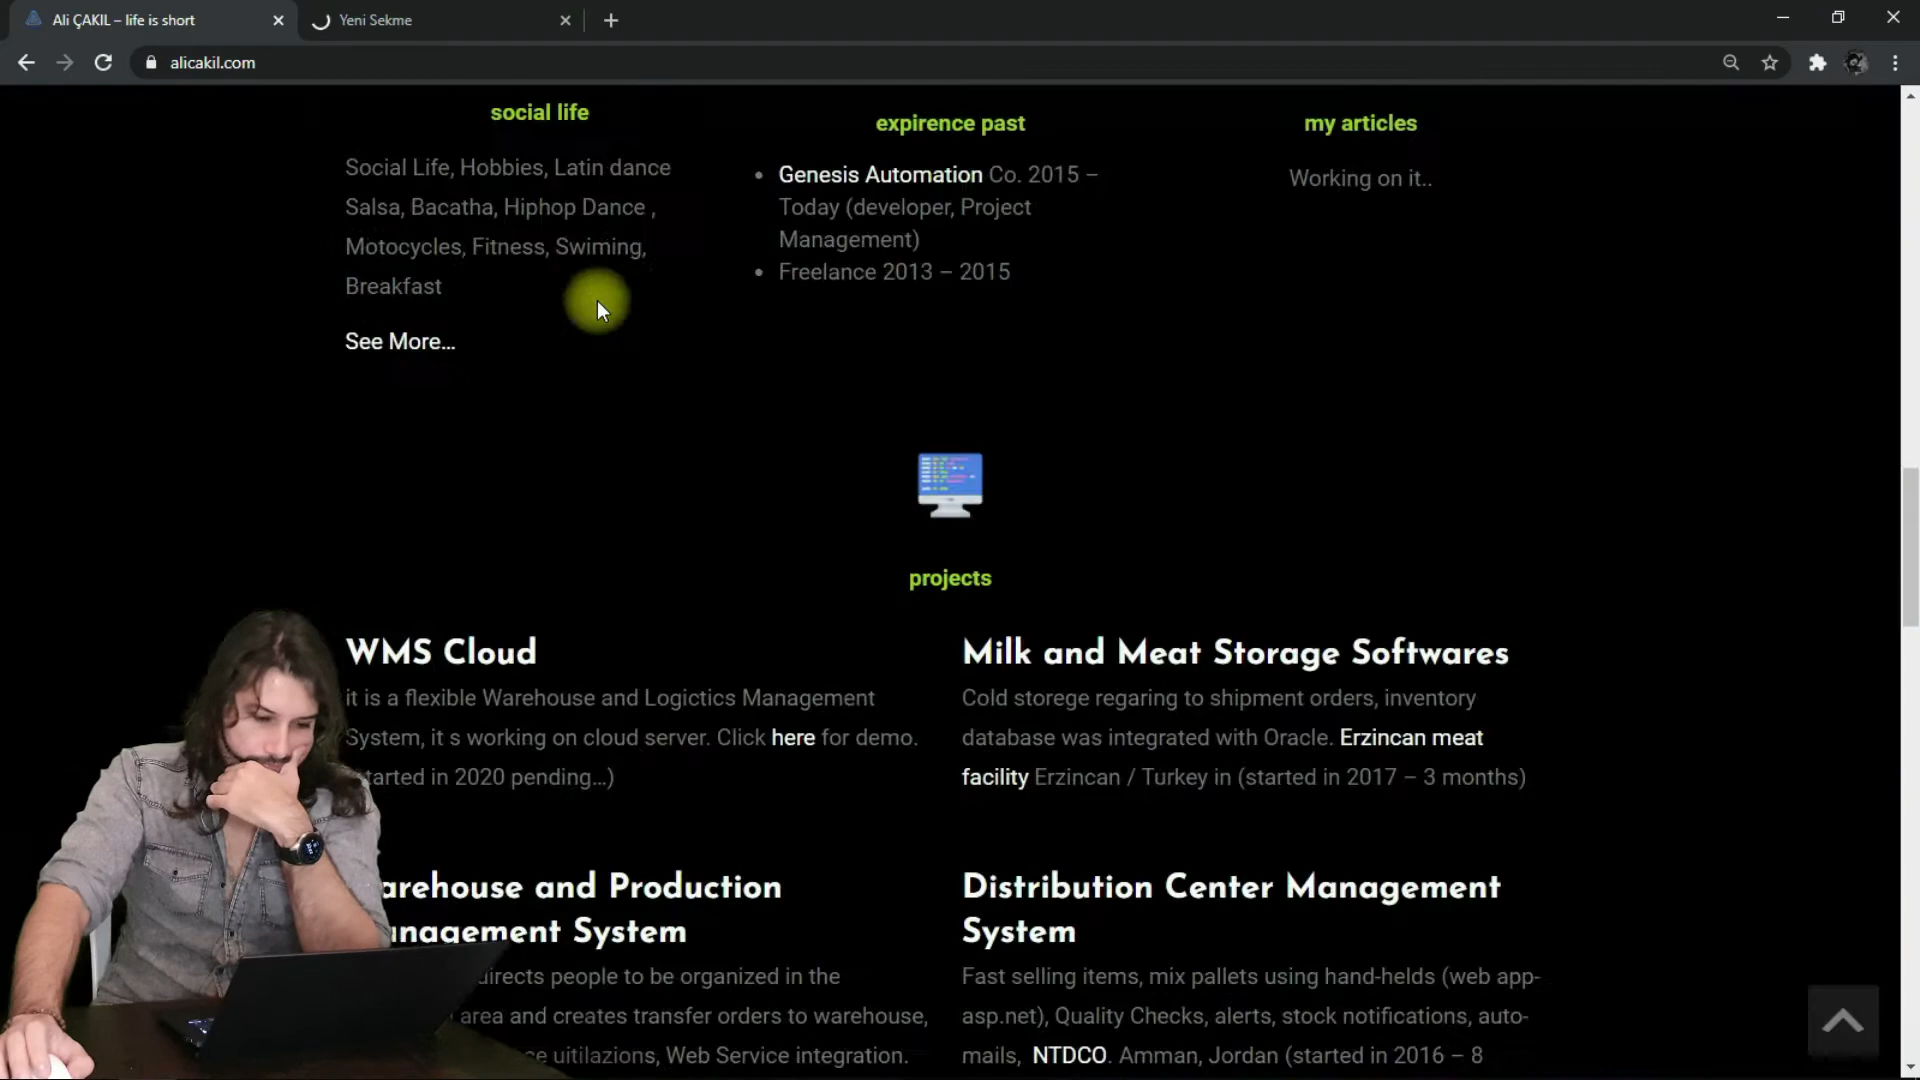 Ali ÇAKIL – life is short
Yeni Sekme
alicakil.com
social life
Social Life, Hobbies, Latin dance
Salsa, Bacatha, Hiphop Dance ,
Motocycles, Fitness, Swiming,
Breakfast
See More...
expirence past
Genesis Automation Co. 2015 –
Today (developer, Project
Management)
Freelance 2013 – 2015
my articles
Working on it..
projects
WMS Cloud
it is a flexible Warehouse and Logictics Management
System, it s working on cloud server. Click here for demo.
tarted in 2020 pending...)
Milk and Meat Storage Softwares
Cold storege regaring to shipment orders, inventory
database was integrated with Oracle. Erzincan meat
facility Erzincan / Turkey in (started in 2017 – 3 months)
arehouse and Production
nagement System
directs people to be organized in the
area and creates transfer orders to warehouse,
ce uitilazions, Web Service integration.
Distribution Center Management
System
Fast selling items, mix pallets using hand-helds (web app-
asp.net), Quality Checks, alerts, stock notifications, auto-
mails, NTDCO. Amman, Jordan (started in 2016 – 8